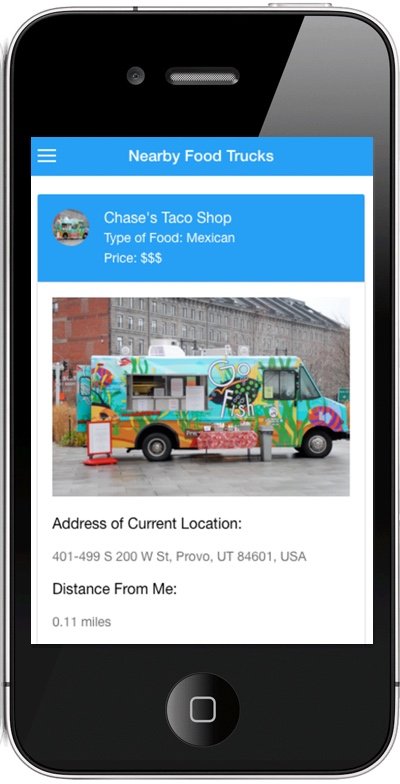 Nearby Food Trucks
Chase's Taco Shop
Type of Food: Mexican
Price: $$$
Go
Fish
Address of Current Location:
401-499 S 200 W St, Provo, UT 84601, USA
Distance From Me:
0.11 miles